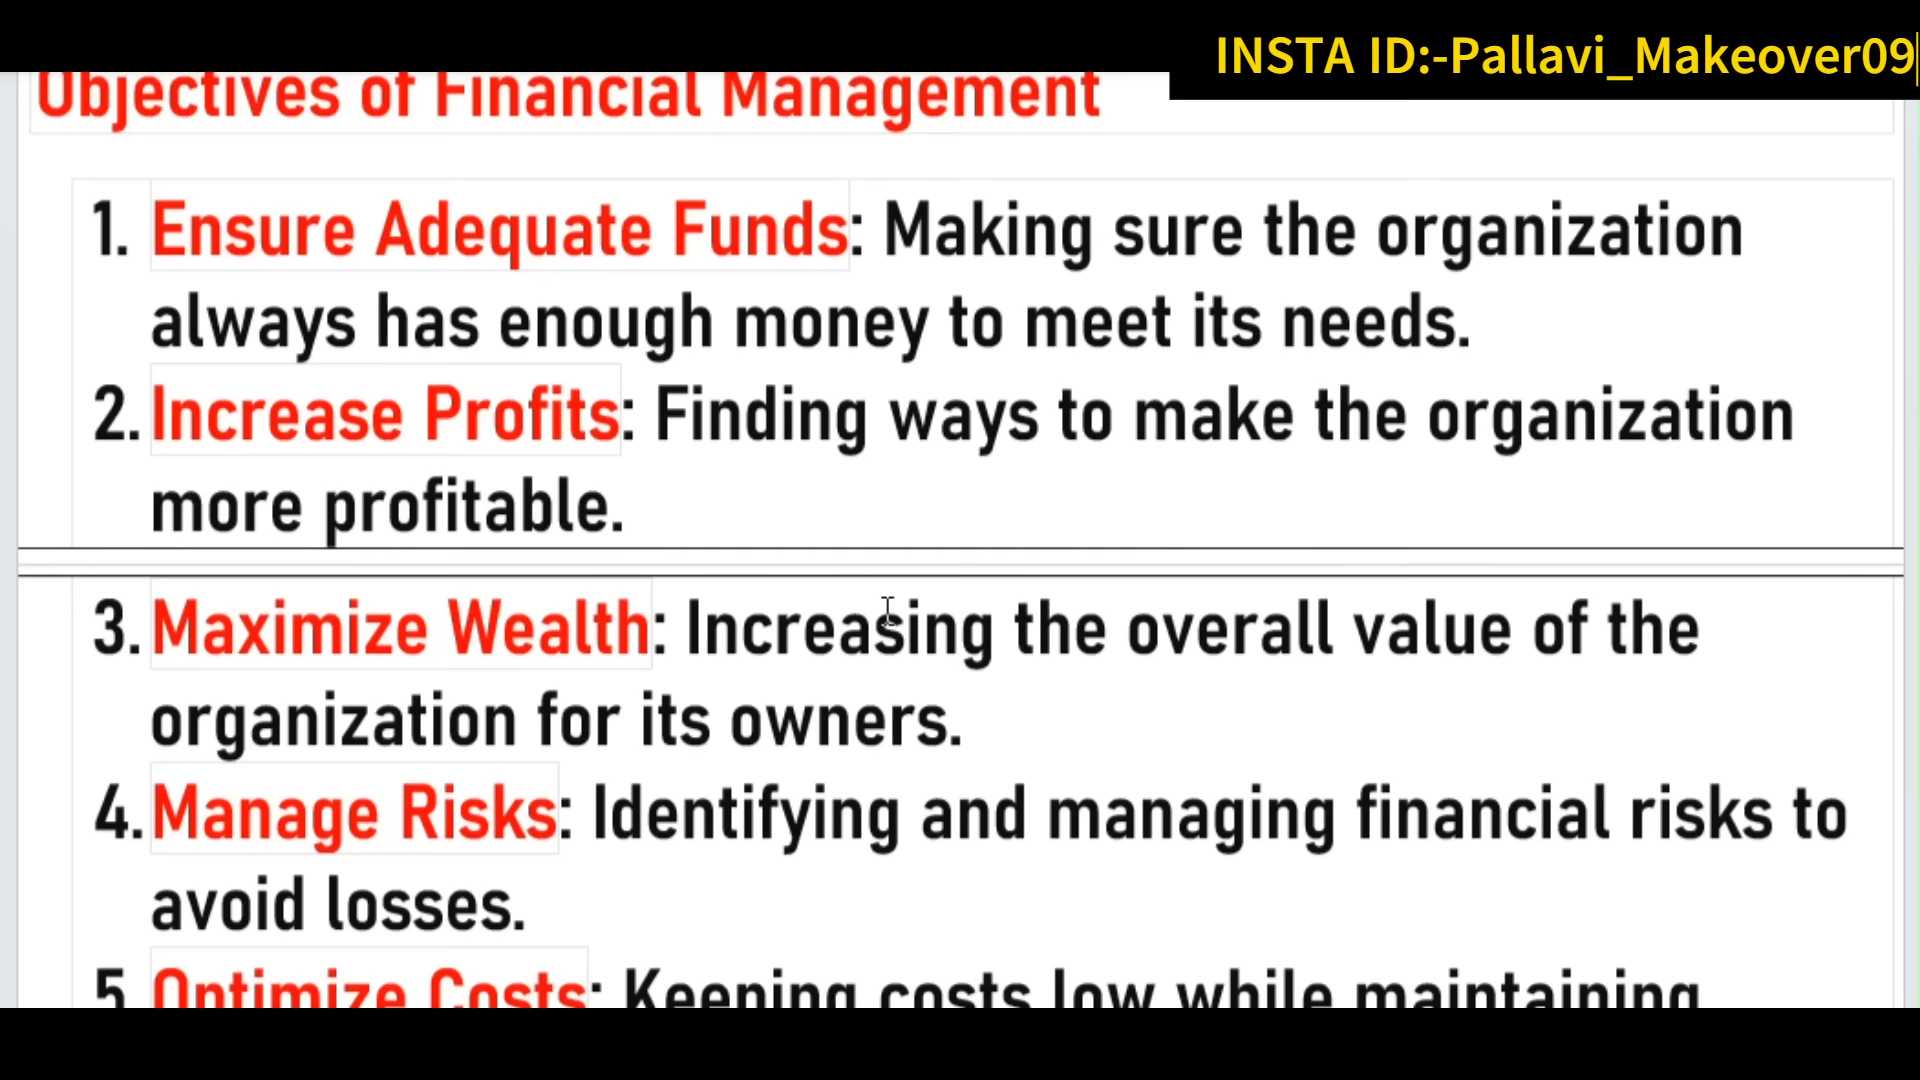 INSTA ID:-Pallavi_Makeover09
Objectives of Financial Management
1. Ensure Adequate Funds: Making sure the organization
always has enough money to meet its needs.
2. Increase Profits: Finding ways to make the organization
more profitable.
3. Maximize Wealth: Increasing the overall value of the
organization for its owners.
4. Manage Risks: Identifying and managing financial risks to
avoid losses.
5. Optimize Costs: Keeping costs low while maintaining